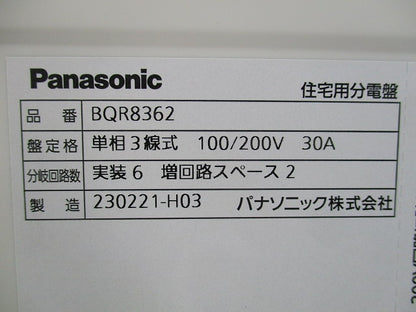 Panasonic 住宅用分電盤
品番 BQR8362
盤定格 単相3線式 100/200V 30A
分岐回路数 実装6 増回路スペース2
製造 230221-H03 パナソニック株式会社